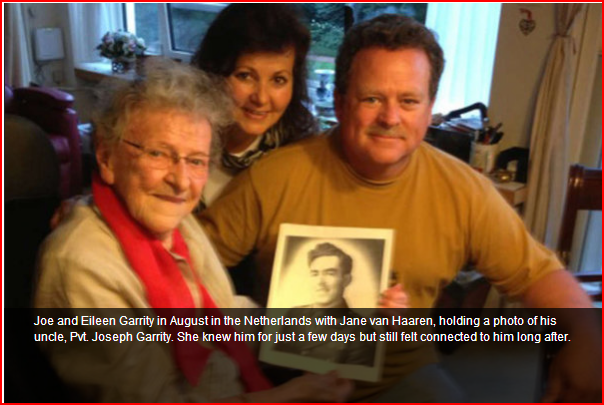 Joe and Eileen Garrity in August in the Netherlands with Jane van Haaren, holding a photo of his
uncle, Pvt. Joseph Garrity. She knew him for just a few days but still felt connected to him long after.